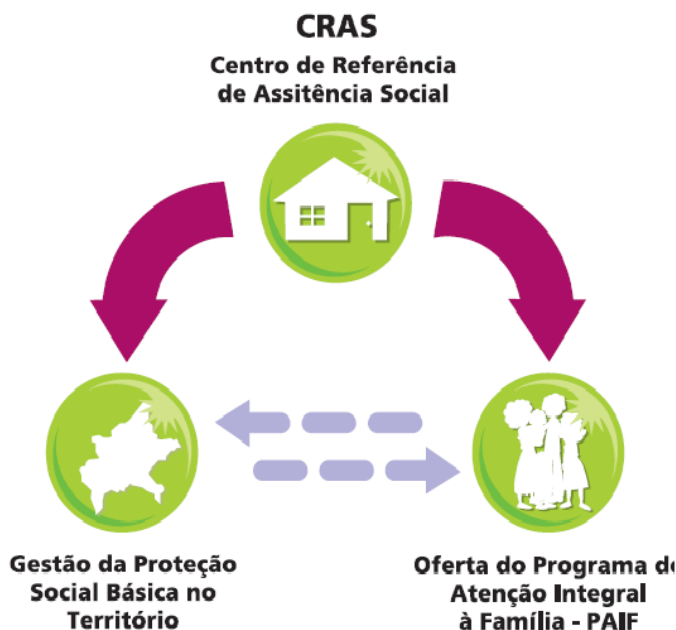 CRAS
Centro de Referência
de Assitência Social
Gestão da Proteção
Social Básica no
Território
Oferta do Programa de
Atenção Integral
à Família - PAIF